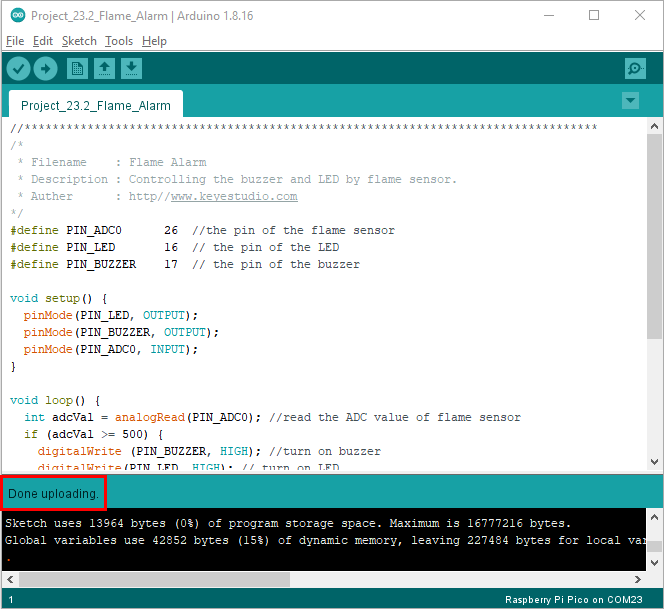 Project_23.2_Flame_Alarm | Arduino 1.8.16
File Edit Sketch Tools Help
Project_23.2_Flame_Alarm
//**********************************************************************************
/*
 * Filename    : Flame Alarm
 * Description : Controlling the buzzer and LED by flame sensor.
 * Auther      : http//www.keyestudio.com
*/
#define PIN_ADC0      26  //the pin of the flame sensor
#define PIN_LED       16  // the pin of the LED
#define PIN_BUZZER    17  // the pin of the buzzer
void setup() {
  pinMode(PIN_LED, OUTPUT);
  pinMode(PIN_BUZZER, OUTPUT);
  pinMode(PIN_ADC0, INPUT);
}
void loop() {
  int adcVal = analogRead(PIN_ADC0); //read the ADC value of flame sensor
  if (adcVal >= 500) {
    digitalWrite (PIN_BUZZER, HIGH); //turn on buzzer
    digitalWrite(PIN_LED, HIGH); // turn on LED
Done uploading.
Sketch uses 13964 bytes (0%) of program storage space. Maximum is 16777216 bytes.
Global variables use 42852 bytes (15%) of dynamic memory, leaving 227484 bytes for local var
.
1 Raspberry Pi Pico on COM23